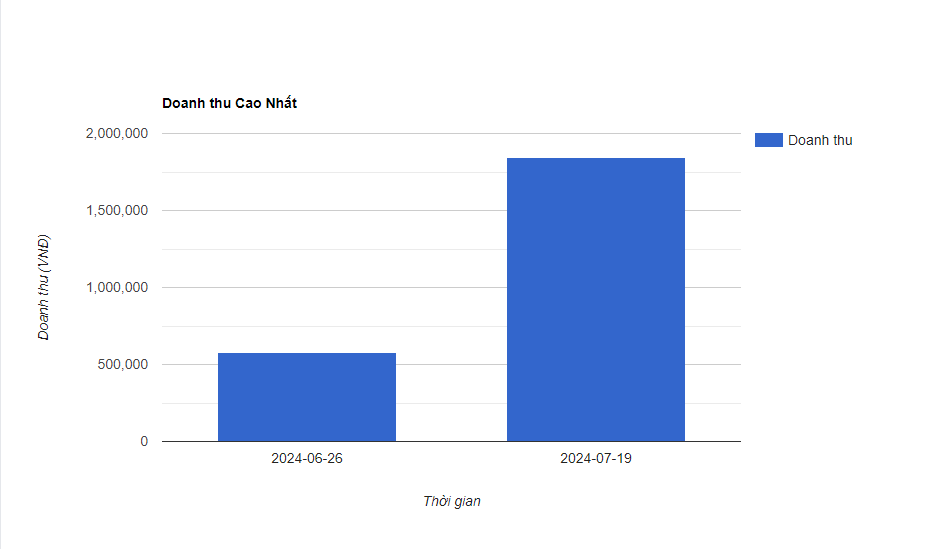 Doanh thu Cao Nhất
2,000,000
1,500,000
1,000,000
500,000
0
Doanh thu (VNĐ)
2024-06-26
2024-07-19
Thời gian
Doanh thu